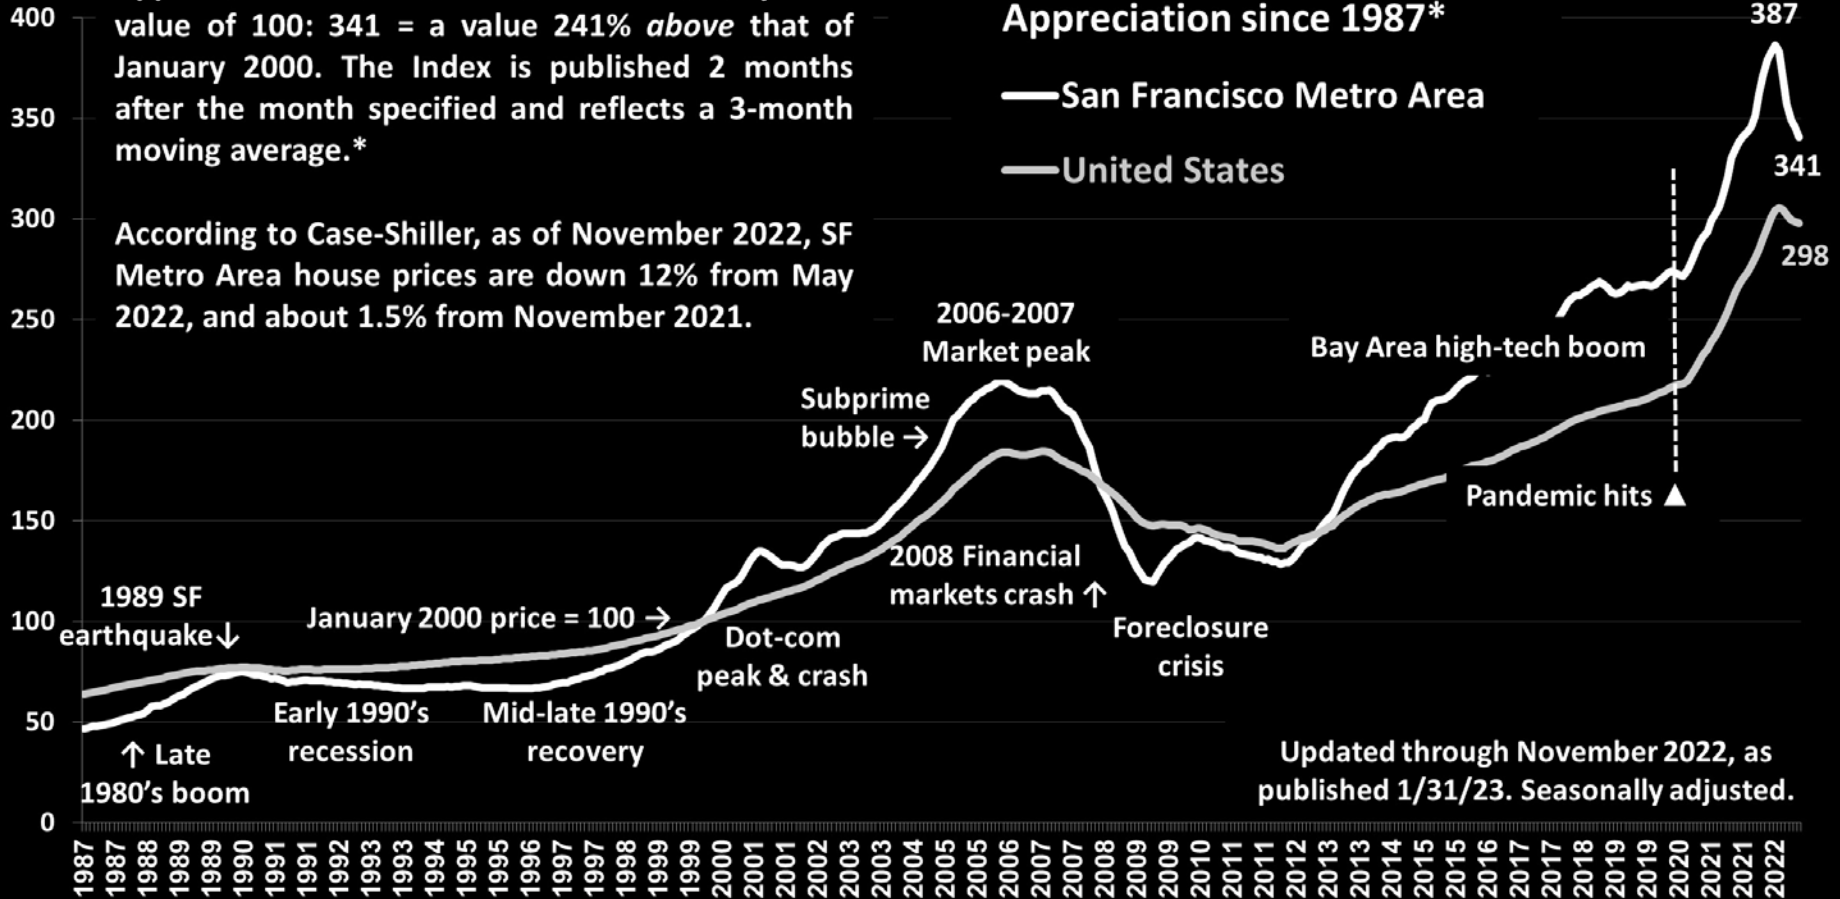 value of 100: 341 = a value 241% above that of
January 2000. The Index is published 2 months
after the month specified and reflects a 3-month
moving average.*
According to Case-Shiller, as of November 2022, SF
Metro Area house prices are down 12% from May
2022, and about 1.5% from November 2021.
Appreciation since 1987*
San Francisco Metro Area
United States
387
341
298
2006-2007
Market peak
Subprime
bubble →
Bay Area high-tech boom
Pandemic hits ▲
2008 Financial
markets crash ↑
Foreclosure
crisis
1989 SF
earthquake↓
January 2000 price = 100 →
Dot-com
peak & crash
Early 1990's
recession
Mid-late 1990's
recovery
↑ Late
1980's boom
Updated through November 2022, as
published 1/31/23. Seasonally adjusted.
400
350
300
250
200
150
100
50
0
1987
1987
1988
1989
1989
1990
1991
1991
1992
1993
1993
1994
1995
1995
1996
1997
1997
1998
1999
1999
2000
2001
2001
2002
2003
2003
2004
2005
2005
2006
2007
2007
2008
2009
2009
2010
2011
2011
2012
2013
2013
2014
2015
2015
2016
2017
2017
2018
2019
2019
2020
2021
2021
2022